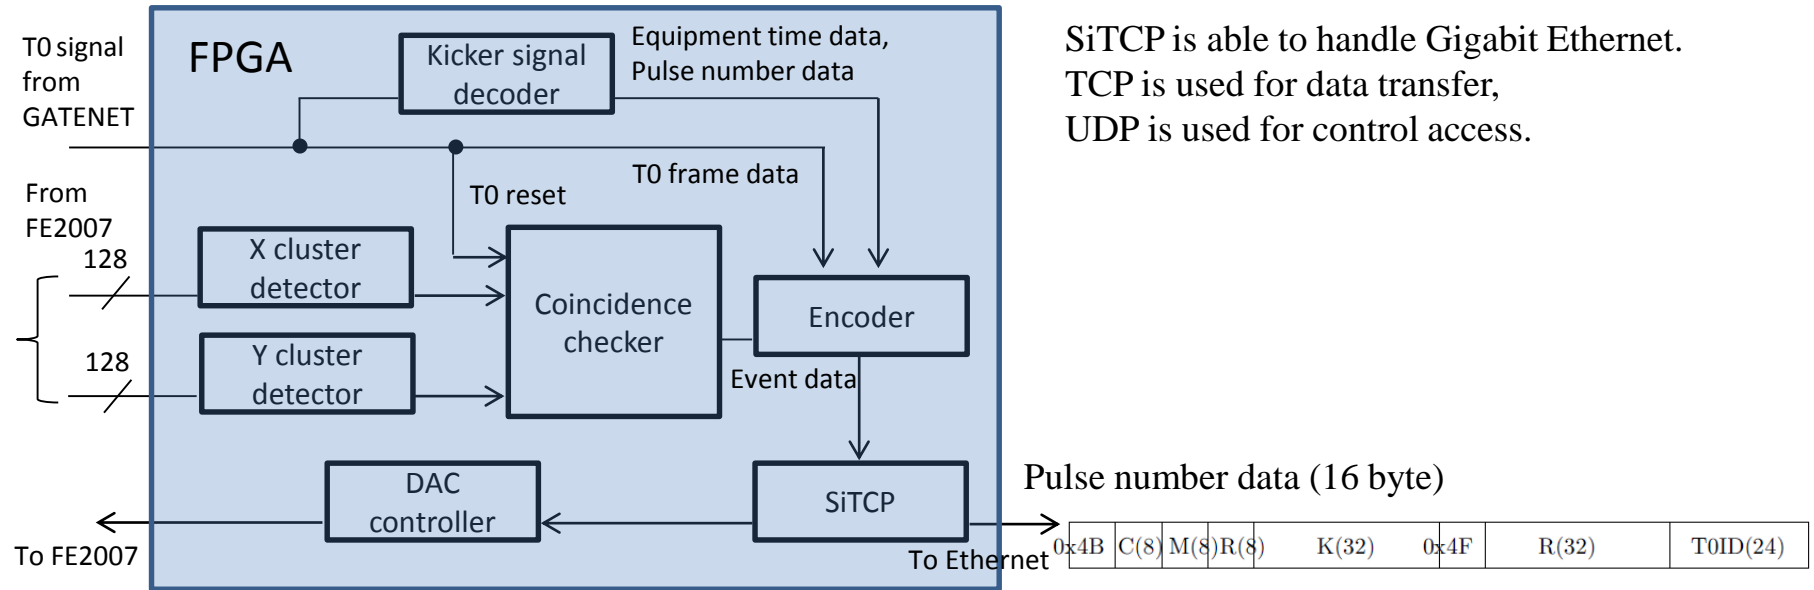 T0 signal
from
GATENET
FPGA
Kicker signal
decoder
Equipment time data,
Pulse number data
SiTCP is able to handle Gigabit Ethernet.
TCP is used for data transfer,
UDP is used for control access.
T0 reset
T0 frame data
From
FE2007
128
128
X cluster
detector
Y cluster
detector
Coincidence
checker
Encoder
Event data
DAC
controller
SiTCP
To FE2007
To Ethernet
Pulse number data (16 byte)
0x4B C(8) M(8) R(8) K(32) 0x4F R(32) T0ID(24)